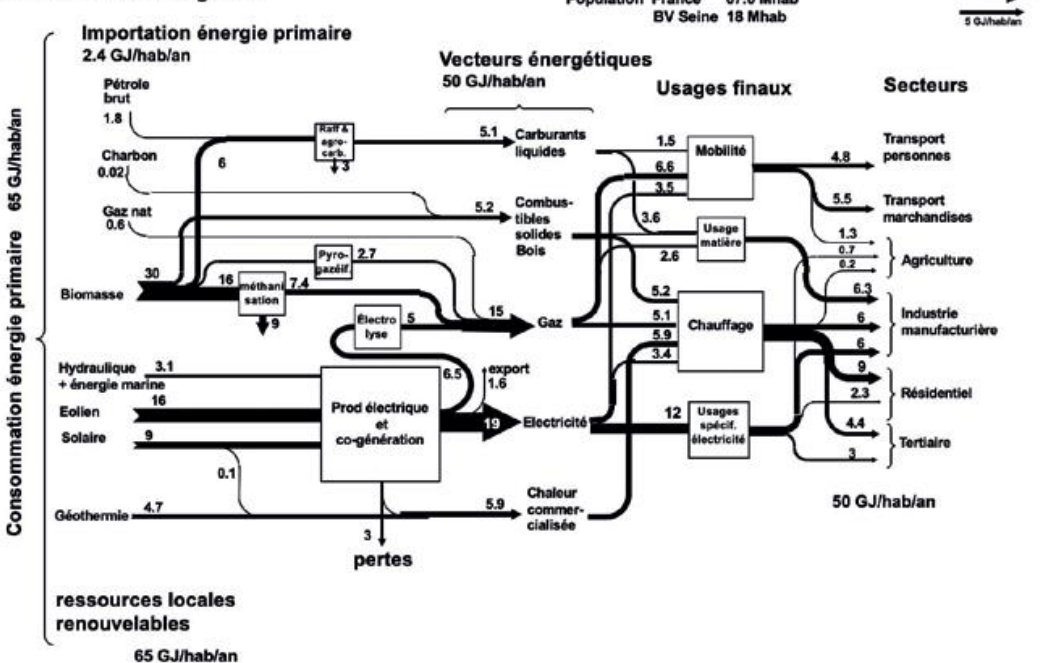 Population France 67.6 Mhab
BV Seine 18 Mhab
5 GJ/hab/an
Importation énergie primaire
2.4 GJ/hab/an
Vecteurs énergétiques
50 GJ/hab/an
Usages finaux
Secteurs
Consommation énergie primaire 65 GJ/hab/an
Pétrole
brut
1.8
Charbon
0.02
Gaz nat
0.6
6
Raff &
agro-
carb.
3
5.1
Carburants
liquides
5.2
Combus-
tibles
solides
Bois
30
Biomasse
16
méthani
sation
9
7.4
Pyro-
gazéif.
2.7
Électro
lyse
5
15
Gaz
Hydraulique
+ énergie marine
3.1
Eolien
16
Solaire
9
0.1
Géothermie
4.7
Prod électrique
et
co-génération
6.5
export
1.6
19
Electricité
3
pertes
5.9
Chaleur
commer-
cialisée
1.5
6.6
3.5
Mobilité
3.6
2.6
Usage
matière
5.2
5.1
5.9
3.4
Chauffage
12
Usages
spécif.
électricité
4.8
Transport
personnes
5.5
Transport
marchandises
1.3
0.7
0.2
Agriculture
6.3
6
6
Industrie
manufacturière
9
2.3
Résidentiel
4.4
3
Tertiaire
50 GJ/hab/an
ressources locales
renouvelables
65 GJ/hab/an